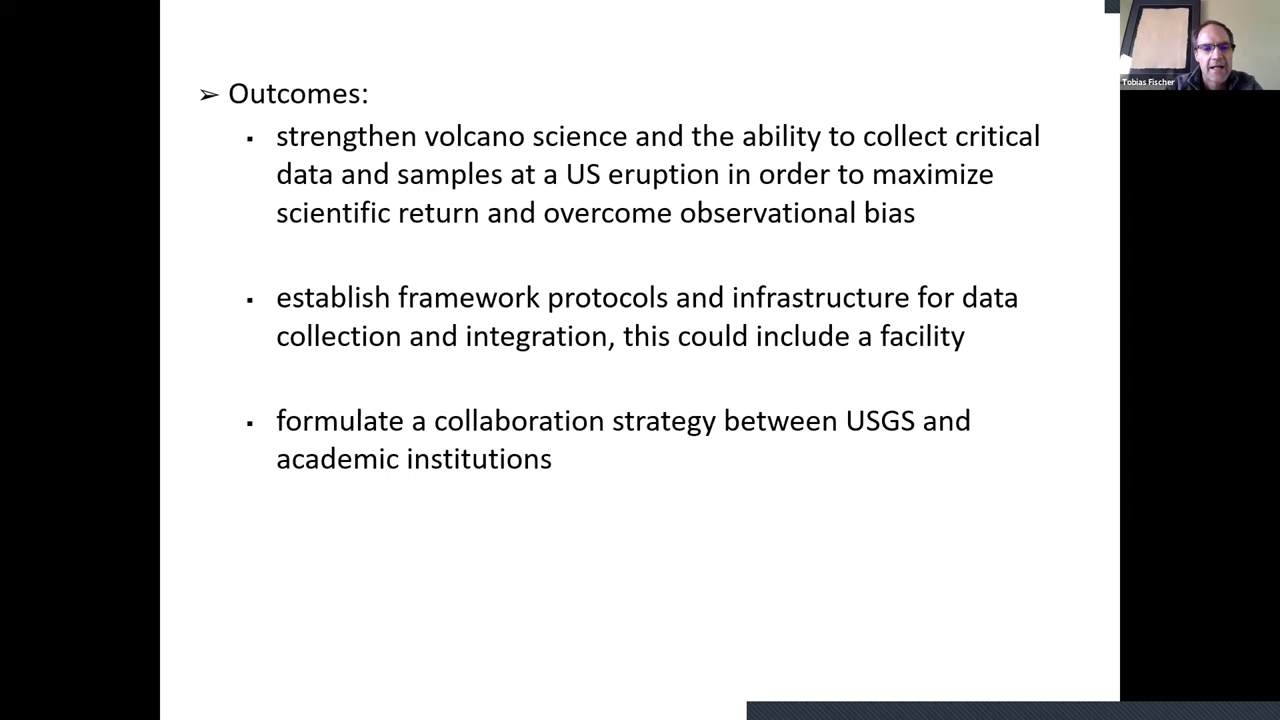 ➢ Outcomes:
▪ strengthen volcano science and the ability to collect critical
data and samples at a US eruption in order to maximize
scientific return and overcome observational bias
▪ establish framework protocols and infrastructure for data
collection and integration, this could include a facility
▪ formulate a collaboration strategy between USGS and
academic institutions
Tobias Fischer